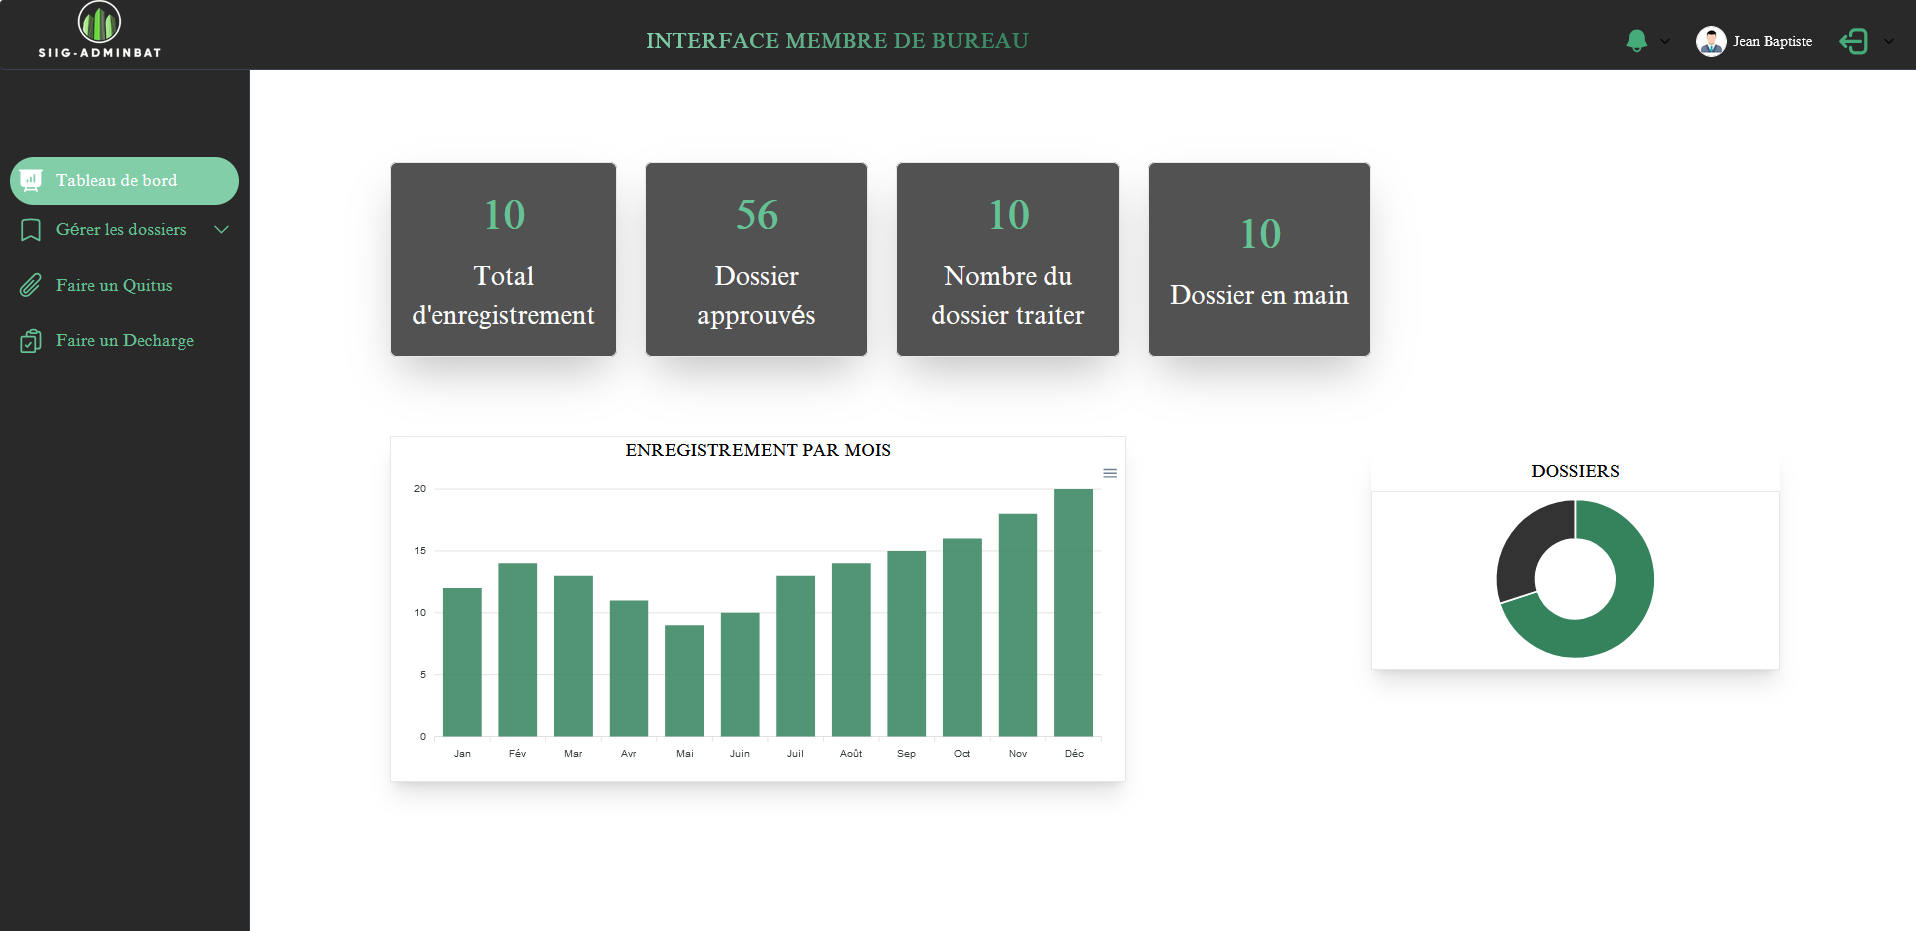 SIIG-ADMINBAT
INTERFACE MEMBRE DE BUREAU
Jean Baptiste
Tableau de bord
Gérer les dossiers
Faire un Quitus
Faire un Decharge
10
Total
d'enregistrement
56
Dossier
approuvés
10
Nombre du
dossier traiter
10
Dossier en main
ENREGISTREMENT PAR MOIS
20
15
10
5
0
Jan Fév Mar Avr Mai Juin Juil Août Sep Oct Nov Déc
DOSSIERS